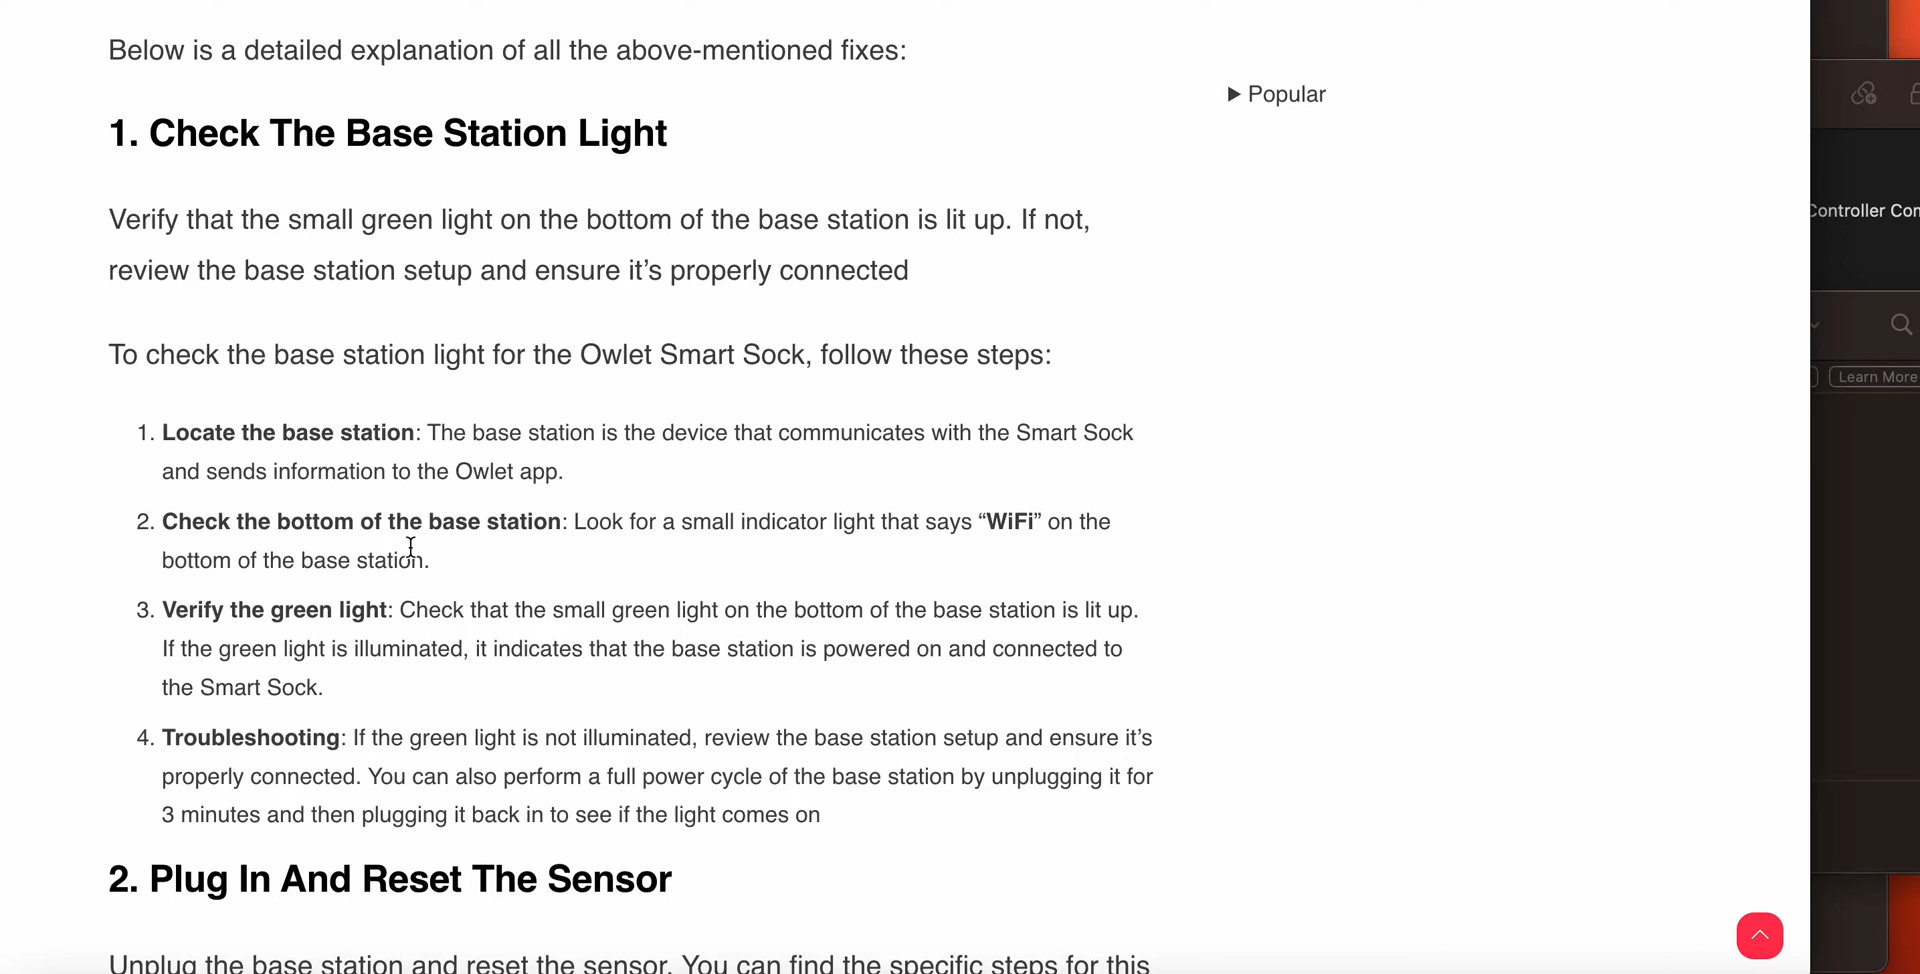 Below is a detailed explanation of all the above-mentioned fixes:
▶ Popular
1. Check The Base Station Light
Verify that the small green light on the bottom of the base station is lit up. If not,
review the base station setup and ensure it’s properly connected
Controller Con
To check the base station light for the Owlet Smart Sock, follow these steps:
Learn More
1. Locate the base station: The base station is the device that communicates with the Smart Sock
and sends information to the Owlet app.
2. Check the bottom of the base station: Look for a small indicator light that says “WiFi” on the
bottom of the base station.
3. Verify the green light: Check that the small green light on the bottom of the base station is lit up.
If the green light is illuminated, it indicates that the base station is powered on and connected to
the Smart Sock.
4. Troubleshooting: If the green light is not illuminated, review the base station setup and ensure it’s
properly connected. You can also perform a full power cycle of the base station by unplugging it for
3 minutes and then plugging it back in to see if the light comes on
2. Plug In And Reset The Sensor
Unplug the base station and reset the sensor. You can find the specific steps for this